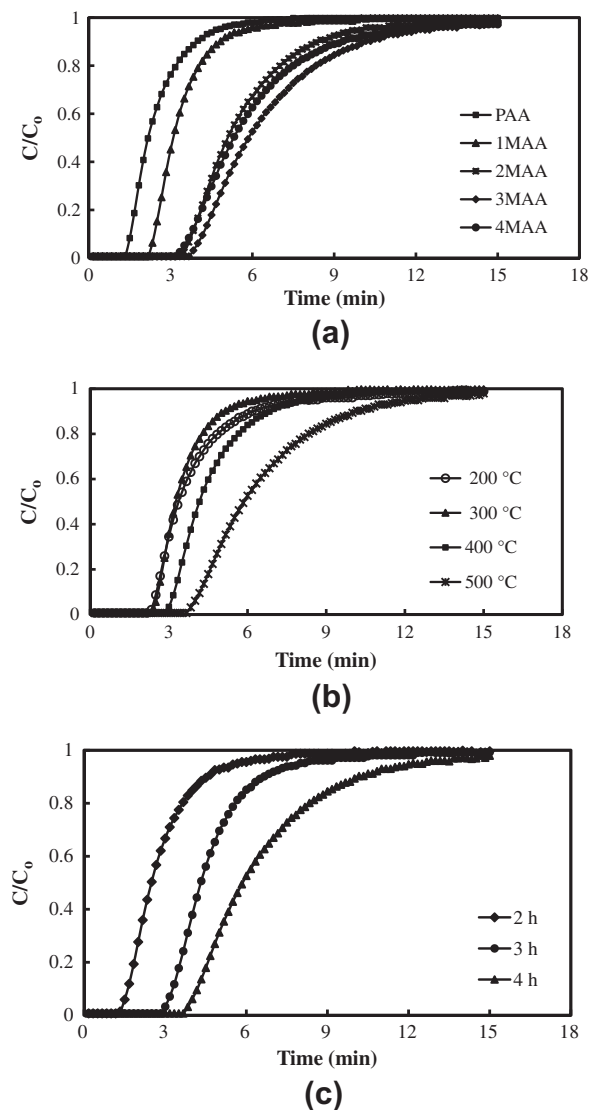 1
0.8
0.6
0.4
0.2
0
C/Co
PAA
1MAA
2MAA
3MAA
4MAA
0 3 6 9 12 15 18
Time (min)
(a)
1
0.8
0.6
0.4
0.2
0
C/Co
200 °C
300 °C
400 °C
500 °C
0 3 6 9 12 15 18
Time (min)
(b)
1
0.8
0.6
0.4
0.2
0
C/Co
2 h
3 h
4 h
0 3 6 9 12 15 18
Time (min)
(c)